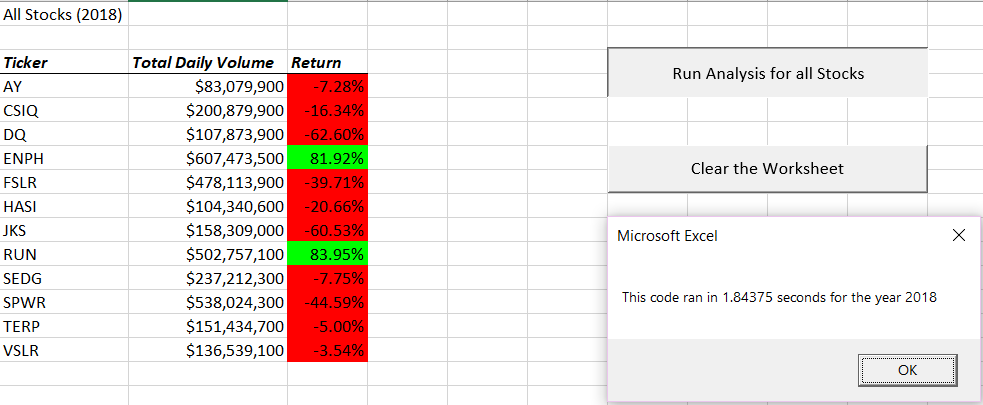 All Stocks (2018)
Ticker Total Daily Volume Return
AY $83,079,900 -7.28%
CSIQ $200,879,900 -16.34%
DQ $107,873,900 -62.60%
ENPH $607,473,500 81.92%
FSLR $478,113,900 -39.71%
HASI $104,340,600 -20.66%
JKS $158,309,000 -60.53%
RUN $502,757,100 83.95%
SEDG $237,212,300 -7.75%
SPWR $538,024,300 -44.59%
TERP $151,434,700 -5.00%
VSLR $136,539,100 -3.54%
Run Analysis for all Stocks
Clear the Worksheet
Microsoft Excel
This code ran in 1.84375 seconds for the year 2018
OK